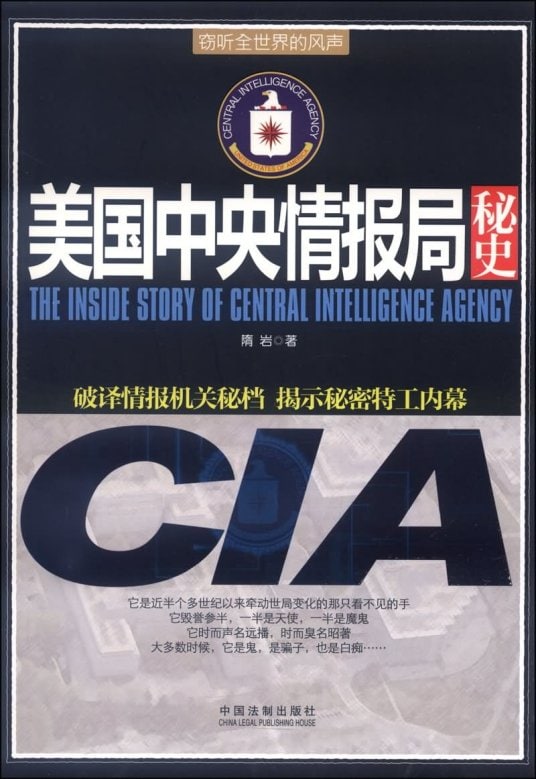 窃听全世界的风声
CENTRAL INTELLIGENCE AGENCY
UNITED STATES OF AMERICA
美国中央情报局秘史
THE INSIDE STORY OF CENTRAL INTELLIGENCE AGENCY
隋 岩◎著
破译情报机关秘档 揭示秘密特工内幕
CIA
它是近半个多世纪以来牵动世局变化的那只看不见的手
它毁誉参半，一半是天使，一半是魔鬼
它时而声名远播，时而臭名昭著
大多数时候，它是鬼，是骗子，也是白痴……
中国法制出版社
CHINA LEGAL PUBLISHING HOUSE